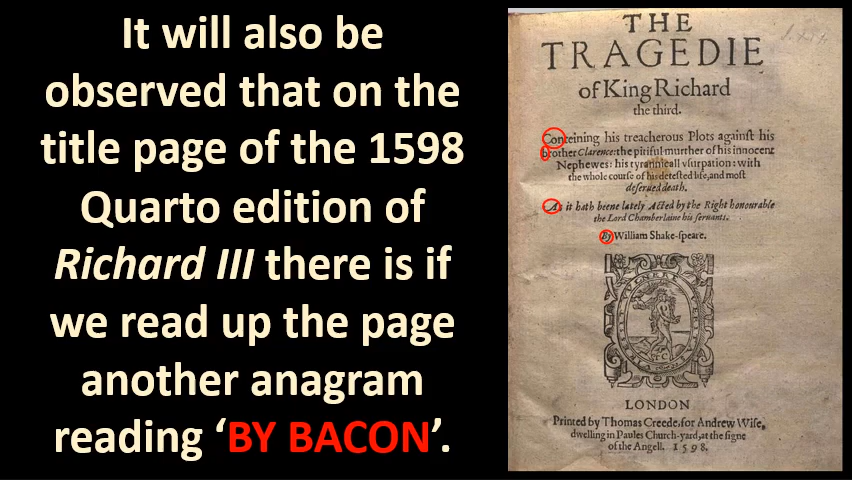 It will also be
observed that on the
title page of the 1598
Quarto edition of
Richard III there is if
we read up the page
another anagram
reading ‘BY BACON’.
THE
TRAGEDIE
of King Richard
the third.
Conteining his treacherous Plots againſt his
brother Clarence: the pitiful murther of his innocent
Nephewes: his tyrannicall vſurpation: with
the whole courſe of his deteſted life, and moſt
deſerued death.
As it hath beene lately Acted by the Right honourable
the Lord Chamberlaine his ſeruants.
By William Shake-ſpeare.
LONDON
Printed by Thomas Creede, for Andrew Wiſe,
dwelling in Paules Church-yard, at the ſigne
of the Angell. 1598.